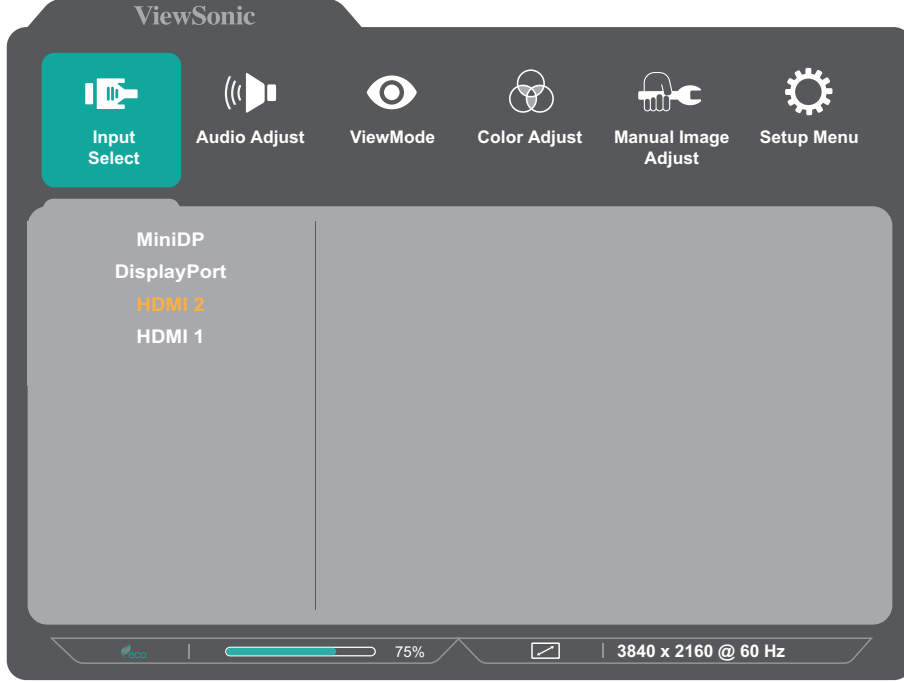 ViewSonic
Input
Select
Audio Adjust
ViewMode
Color Adjust
Manual Image
Adjust
Setup Menu
MiniDP
DisplayPort
HDMI 2
HDMI 1
eco
75%
3840 x 2160 @ 60 Hz